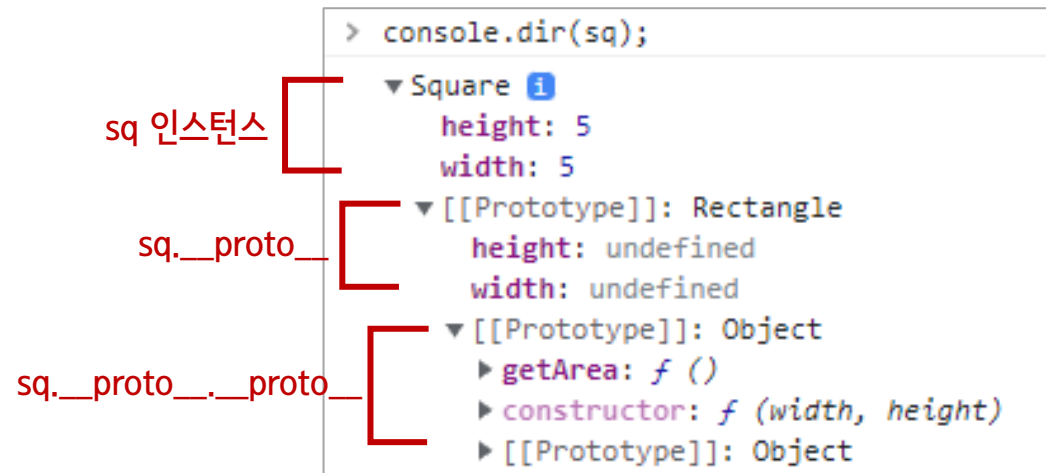 > console.dir(sq);
▼ Square i
sq 인스턴스
height: 5
width: 5
▼ [[Prototype]]: Rectangle
sq.__proto__
height: undefined
width: undefined
▼ [[Prototype]]: Object
▶ getArea: ƒ ()
sq.__proto__.__proto__
▶ constructor: ƒ (width, height)
▶ [[Prototype]]: Object